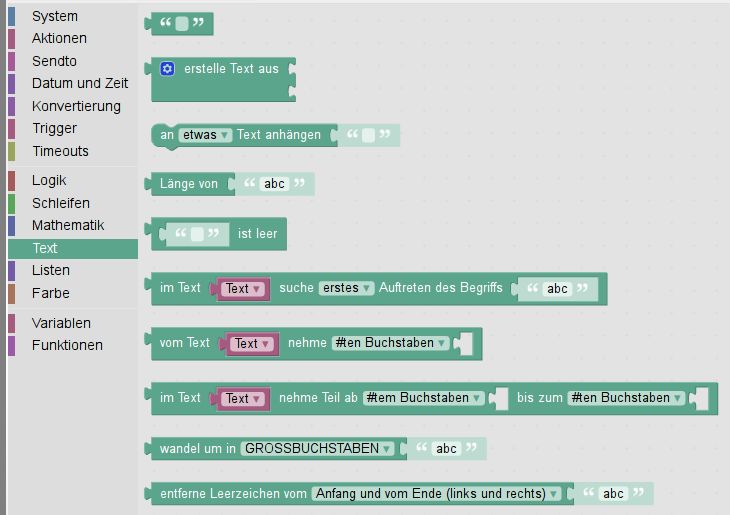 System
Aktionen
Sendto
Datum und Zeit
Konvertierung
Trigger
Timeouts
Logik
Schleifen
Mathematik
Text
Listen
Farbe
Variablen
Funktionen
“ ”
erstelle Text aus
an etwas ▾ Text anhängen “ ”
Länge von “ abc ”
“ ” ist leer
im Text Text ▾ suche erstes ▾ Auftreten des Begriffs “ abc ”
vom Text Text ▾ nehme #ten Buchstaben ▾
im Text Text ▾ nehme Teil ab #tem Buchstaben ▾ bis zum #ten Buchstaben ▾
wandel um in GROSSBUCHSTABEN ▾ “ abc ”
entferne Leerzeichen vom Anfang und vom Ende (links und rechts) ▾ “ abc ”